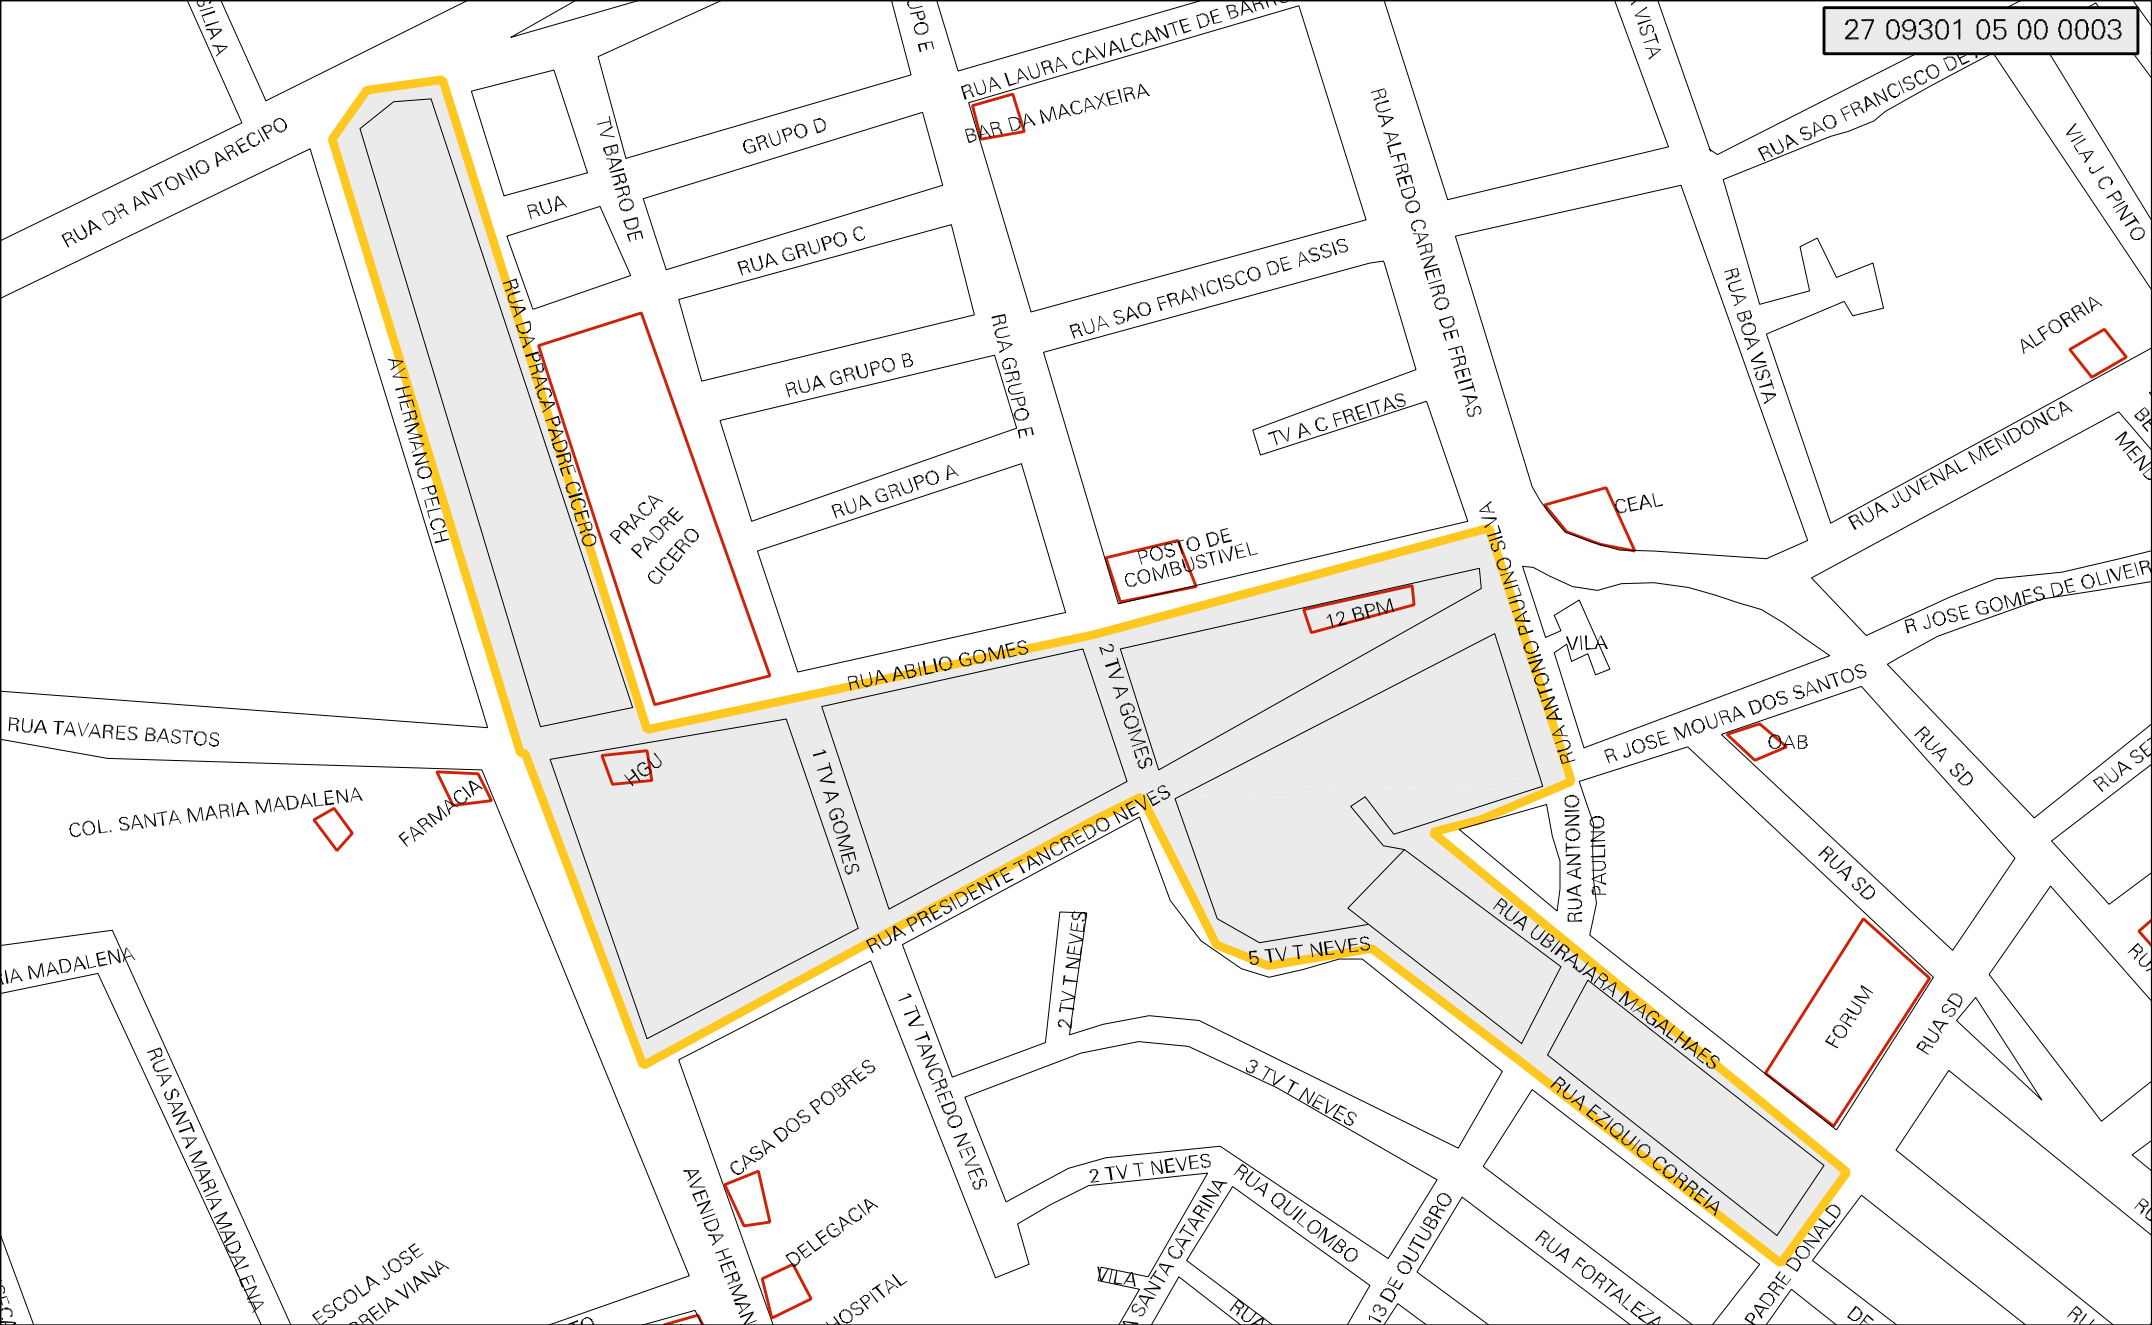 27 09301 05 00 0003
RUA LAURA CAVALCANTE DE
BAR DA MACAXEIRA
GRUPO D
TV BAIRRO DE
RUA DR ANTONIO ARECIPO
RUA
RUA GRUPO C
RUA SAO FRANCISCO DE ASSIS
RUA SAO FRANCISCO DE
VILA J C PINTO
RUA ALFREDO CARNEIRO DE FREITAS
RUA BOA VISTA
VISTA
ALFORRIA
RUA DA PRACA PADRE CICERO
AV HERMANO PELCH
RUA GRUPO B
RUA GRUPO E
TV A C FREITAS
RUA GRUPO A
RUA JUVENAL MENDONCA
PRACA
PADRE
CICERO
CEAL
POSTO DE
COMBUSTIVEL
12 BPM
RUA ANTONIO PAULINO SILVA
VILA
R JOSE GOMES DE OLIVEIR
RUA ABILIO GOMES
2 TV A GOMES
R JOSE MOURA DOS SANTOS
OAB
RUA SD
RUA TAVARES BASTOS
HGU
1 TV A GOMES
FARMACIA
COL. SANTA MARIA MADALENA
RUA PRESIDENTE TANCREDO NEVES
RUA ANTONIO
PAULINO
RUA SD
RUA SE
5 TV T NEVES
2 TV T NEVES
RUA UBIRAJARA MAGALHAES
IA MADALENA
1 TV TANCREDO NEVES
FORUM
RUA SD
RUA SANTA MARIA MADALENA
3 TV T NEVES
RUA EZIQUIO CORREIA
CASA DOS POBRES
2 TV T NEVES
RUA QUILOMBO
AVENIDA HERMAN
DELEGACIA
A SANTA CATARINA
13 DE OUTUBRO
RUA FORTALEZA
PADRE DONALD
VILA
RUA
DE
ESCOLA JOSE
RREIA VIANA
HOSPITAL